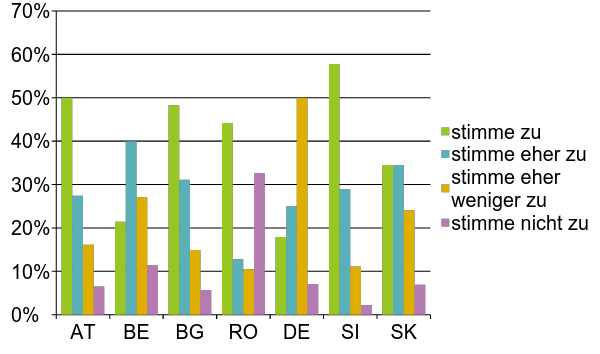 70%
60%
50%
40%
30%
20%
10%
0%
AT BE BG RO DE SI SK
stimme zu
stimme eher zu
stimme eher
weniger zu
stimme nicht zu